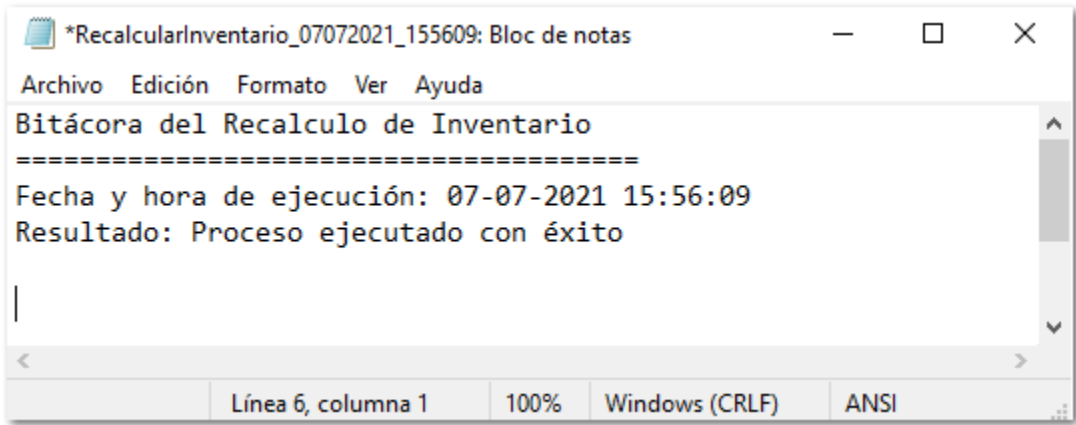 *RecalcularInventario_07072021_155609: Bloc de notas
Archivo Edición Formato Ver Ayuda
Bitácora del Recalculo de Inventario
=======================================
Fecha y hora de ejecución: 07-07-2021 15:56:09
Resultado: Proceso ejecutado con éxito
Línea 6, columna 1 100% Windows (CRLF) ANSI